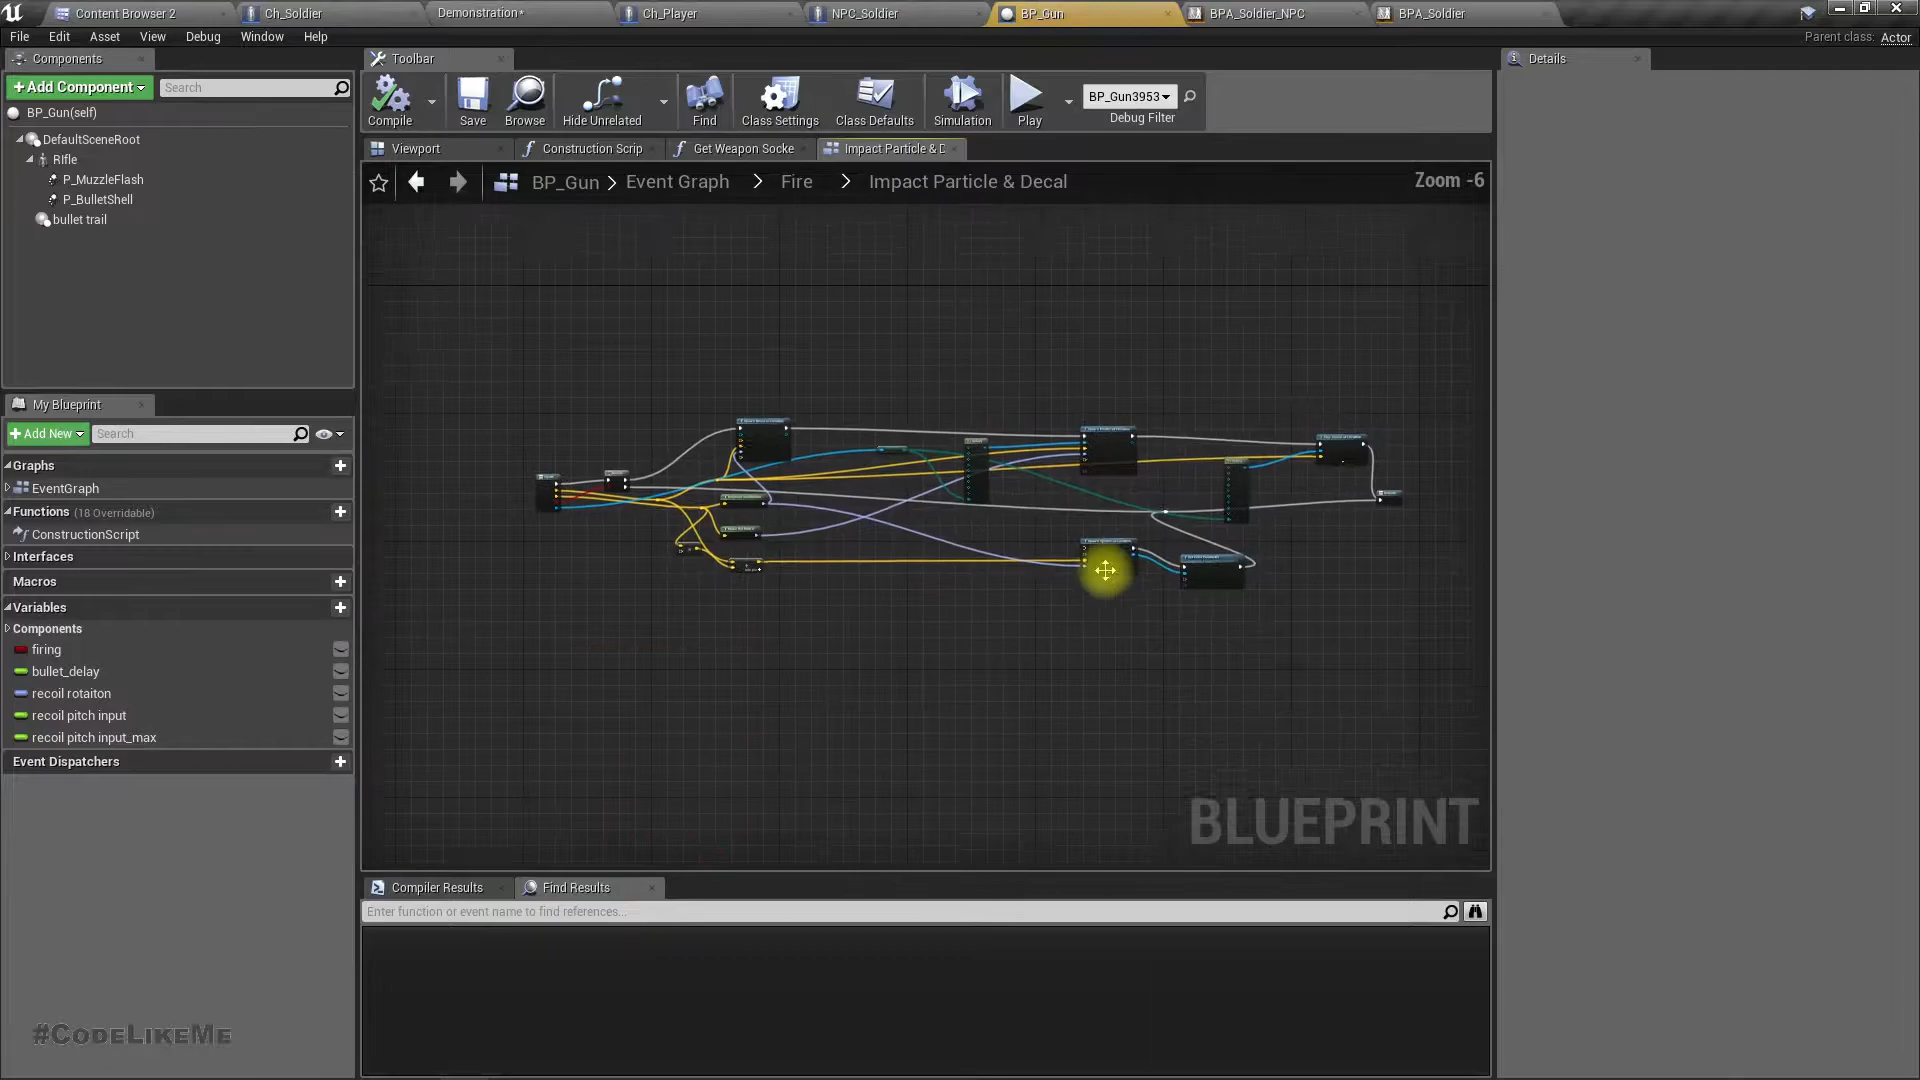 Content Browser 2
Ch_Soldier
Demonstration*
Ch_Player
NPC_Soldier
BP_Gun
BPA_Soldier_NPC
BPA_Soldier
File Edit Asset View Debug Window Help
Parent class: Actor
Components
Toolbar
Details
+Add Component
Search
BP_Gun(self)
DefaultSceneRoot
RIfle
P_MuzzleFlash
P_BulletShell
bullet trail
Compile
Save
Browse
Hide Unrelated
Find
Class Settings
Class Defaults
Simulation
Play
BP_Gun3953
Debug Filter
Viewport
Construction Scrip
Get Weapon Socke
Impact Particle & D
BP_Gun > Event Graph > Fire > Impact Particle & Decal
Zoom -6
My Blueprint
+Add New
Search
Graphs
EventGraph
Functions (18 Overridable)
ConstructionScript
Interfaces
Macros
Variables
Components
firing
bullet_delay
recoil rotaiton
recoil pitch input
recoil pitch input_max
Event Dispatchers
BLUEPRINT
Compiler Results
Find Results
Enter function or event name to find references...
#CodeLikeMe